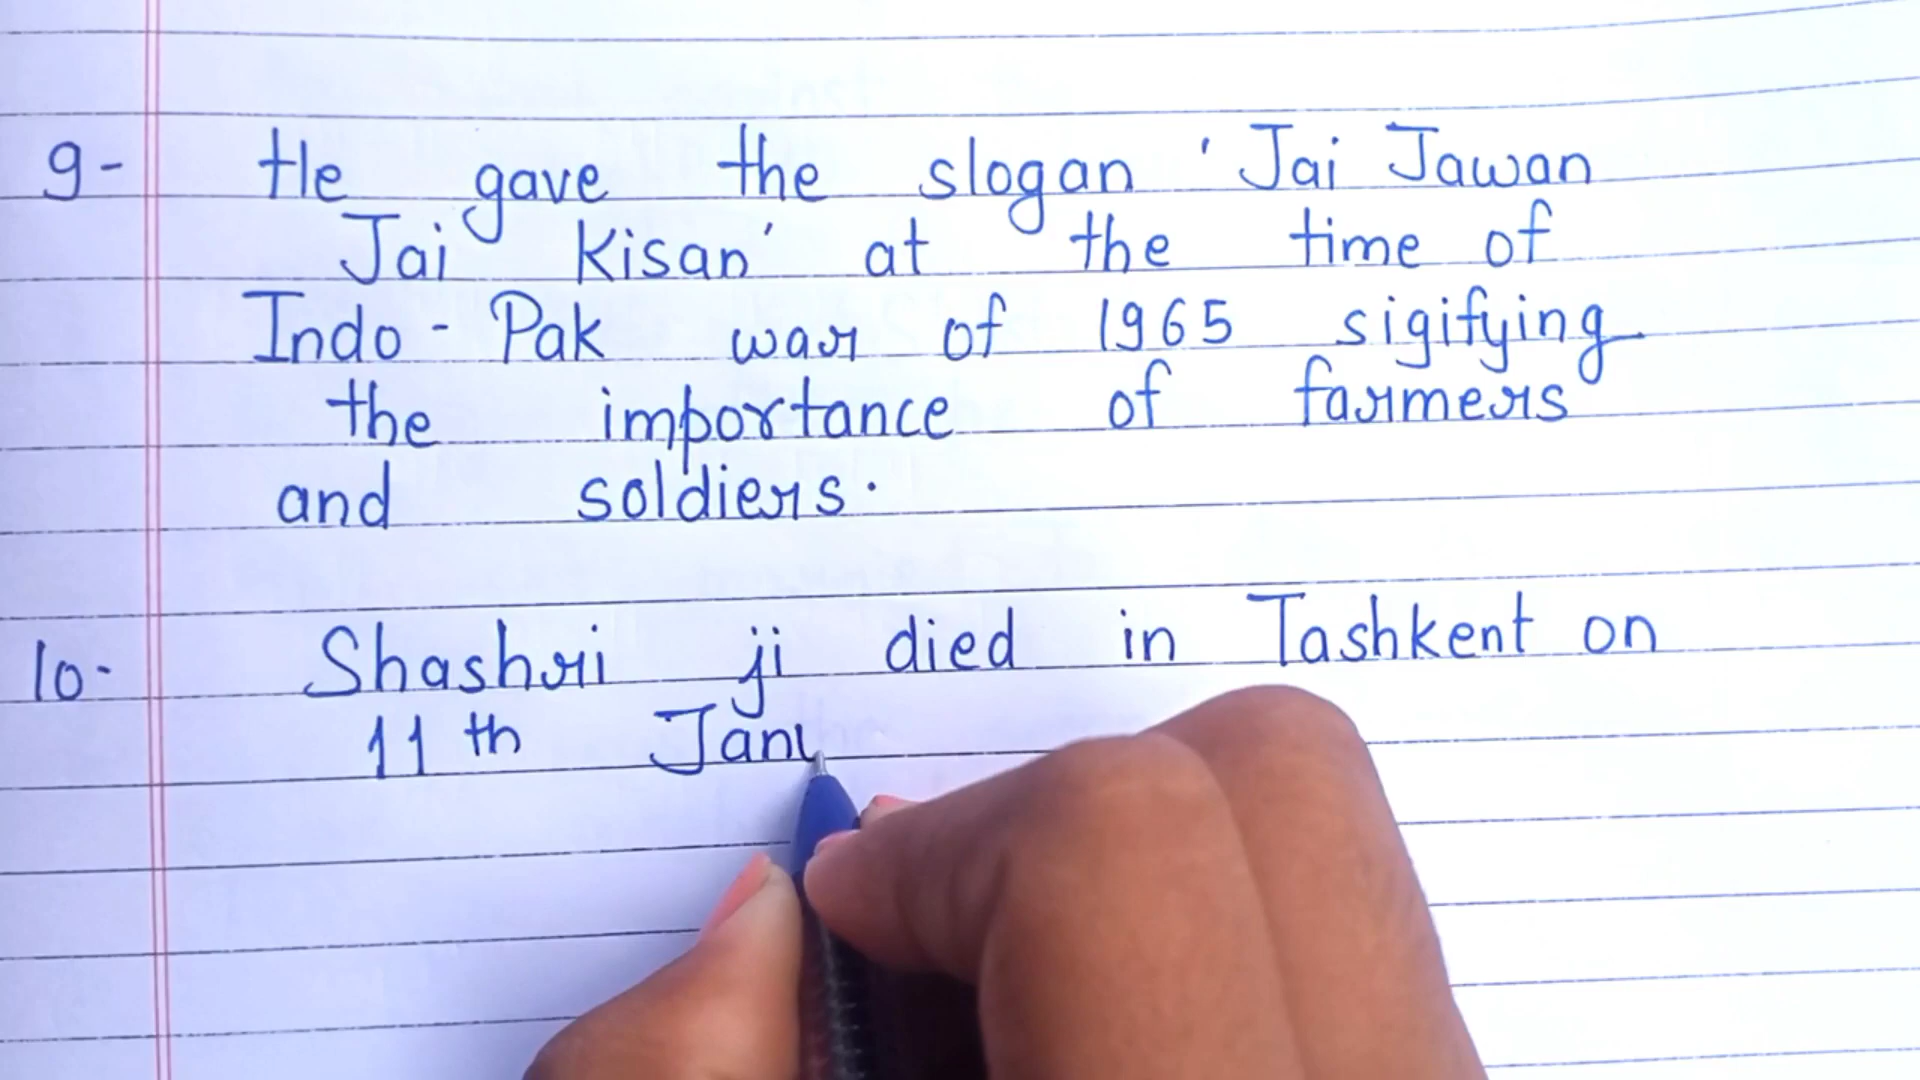 9- He gave the slogan 'Jai Jawan
Jai Kisan' at the time of
Indo-Pak war of 1965 sigifying
the importance of farmers
and soldiers.
10- Shashri ji died in Tashkent on
11th Janu